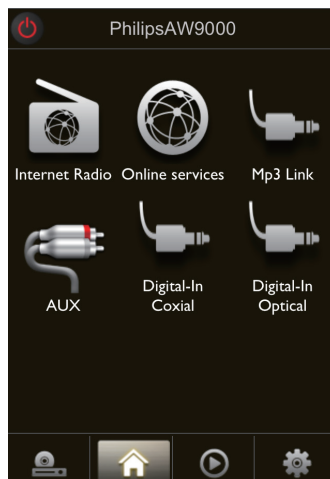 PhilipsAW9000
Internet Radio Online services Mp3 Link
AUX
Digital-In
Coxial
Digital-In
Optical